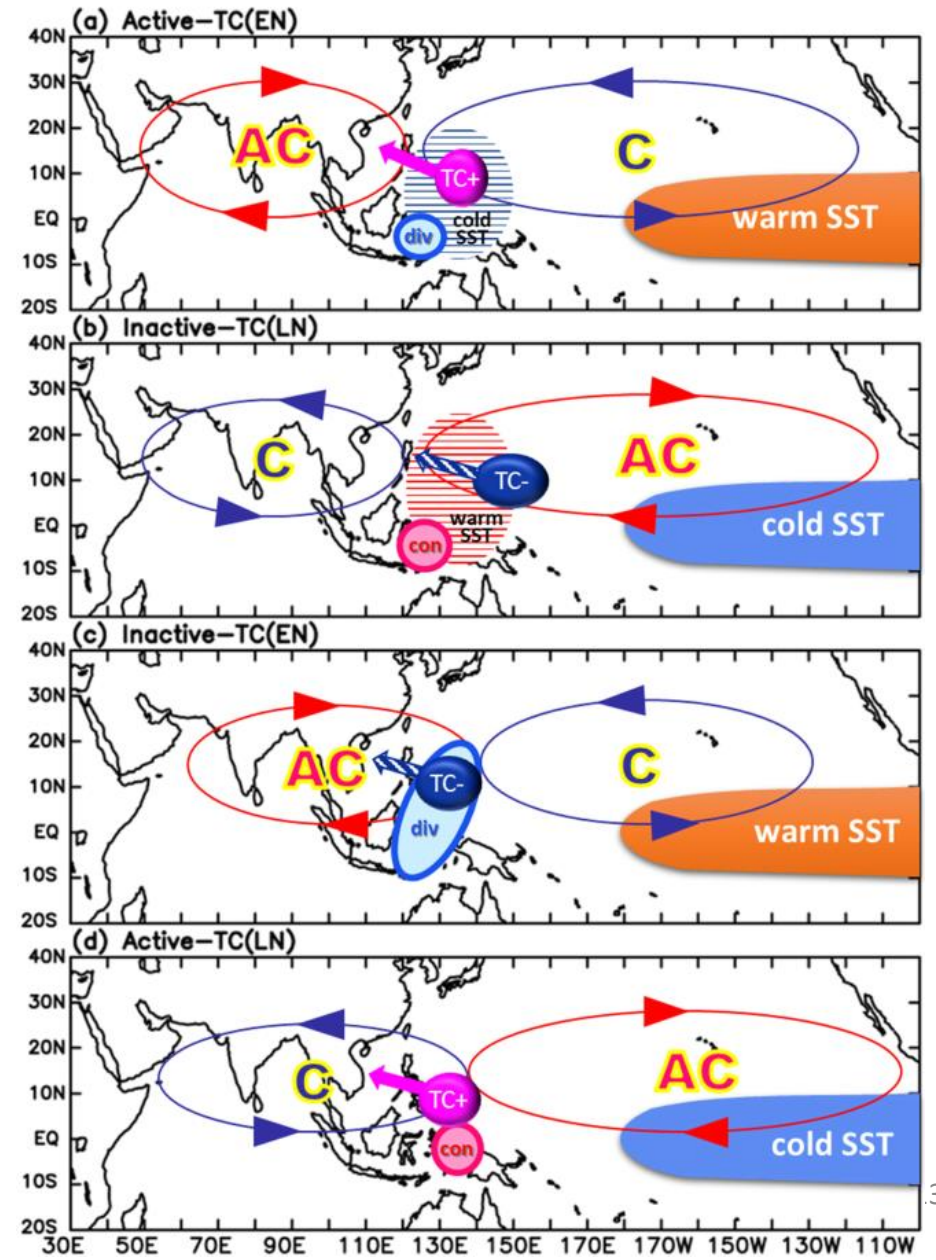 (a) Active-TC(EN)
40N
30N
20N
10N
EQ
10S
20S
AC
C
TC+
cold
SST
div
warm SST
(b) Inactive-TC(LN)
40N
30N
20N
10N
EQ
10S
20S
C
AC
TC-
warm
SST
con
cold SST
(c) Inactive-TC(EN)
40N
30N
20N
10N
EQ
10S
20S
AC
C
TC-
div
warm SST
(d) Active-TC(LN)
40N
30N
20N
10N
EQ
10S
20S
C
AC
TC+
con
cold SST
30E 50E 70E 90E 110E 130E 150E 170E 170W 150W 130W 110W